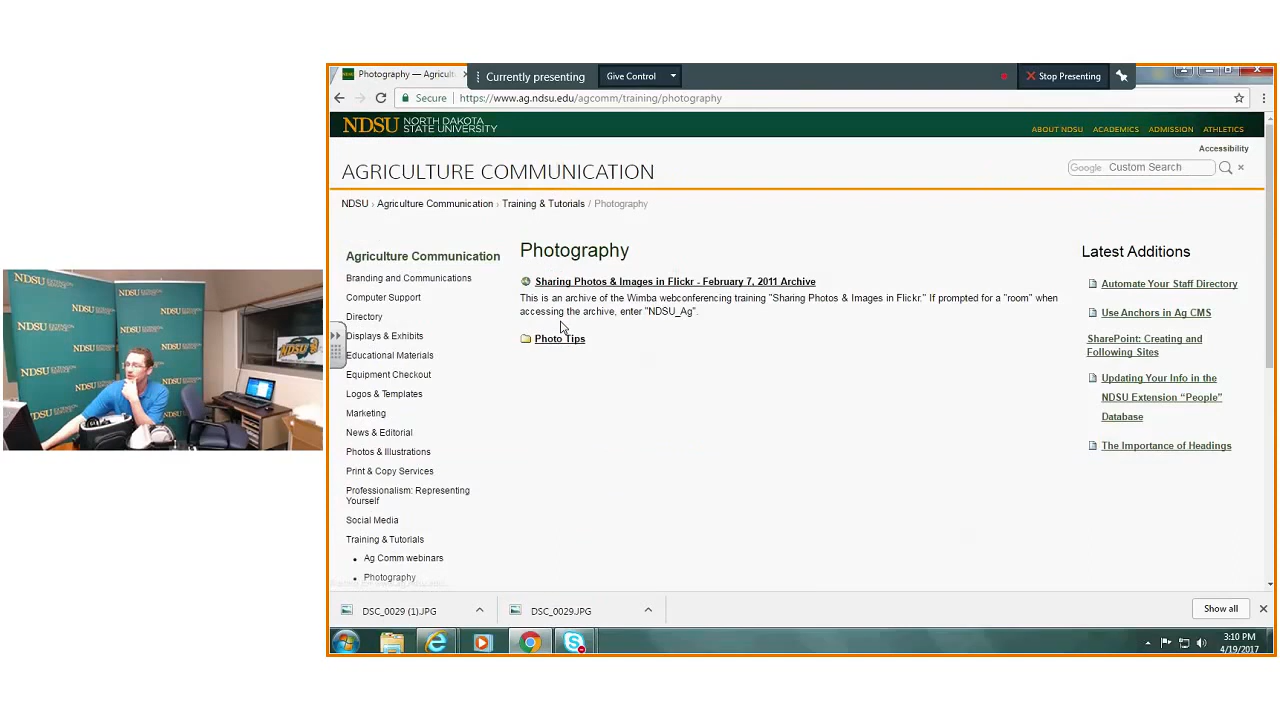 Photography — Agricult
Currently presenting
Give Control
Stop Presenting
Secure
https://www.ag.ndsu.edu/agcomm/training/photography
NDSU NORTH DAKOTA
STATE UNIVERSITY
ABOUT NDSU ACADEMICS ADMISSION ATHLETICS
Accessibility
AGRICULTURE COMMUNICATION
Google Custom Search
NDSU › Agriculture Communication › Training & Tutorials / Photography
Agriculture Communication
Branding and Communications
Computer Support
Directory
Displays & Exhibits
Educational Materials
Equipment Checkout
Logos & Templates
Marketing
News & Editorial
Photos & Illustrations
Print & Copy Services
Professionalism: Representing
Yourself
Social Media
Training & Tutorials
Ag Comm webinars
Photography
Photography
Sharing Photos & Images in Flickr - February 7, 2011 Archive
This is an archive of the Wimba webconferencing training "Sharing Photos & Images in Flickr." If prompted for a "room" when
accessing the archive, enter "NDSU_Ag".
Photo Tips
Latest Additions
Automate Your Staff Directory
Use Anchors in Ag CMS
SharePoint: Creating and
Following Sites
Updating Your Info in the
NDSU Extension “People”
Database
The Importance of Headings
NDSU
DSC_0029 (1).JPG
DSC_0029.JPG
Show all
3:10 PM
4/19/2017